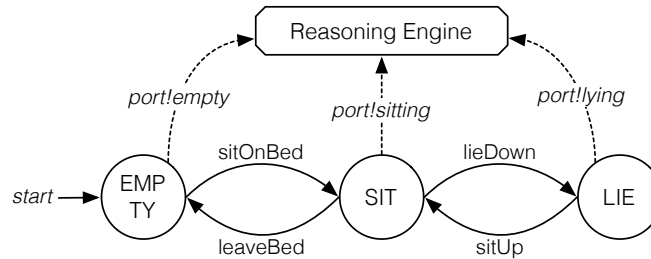 Reasoning Engine
port!empty
port!sitting
port!lying
sitOnBed
lieDown
start
EMP
TY
SIT
LIE
leaveBed
sitUp